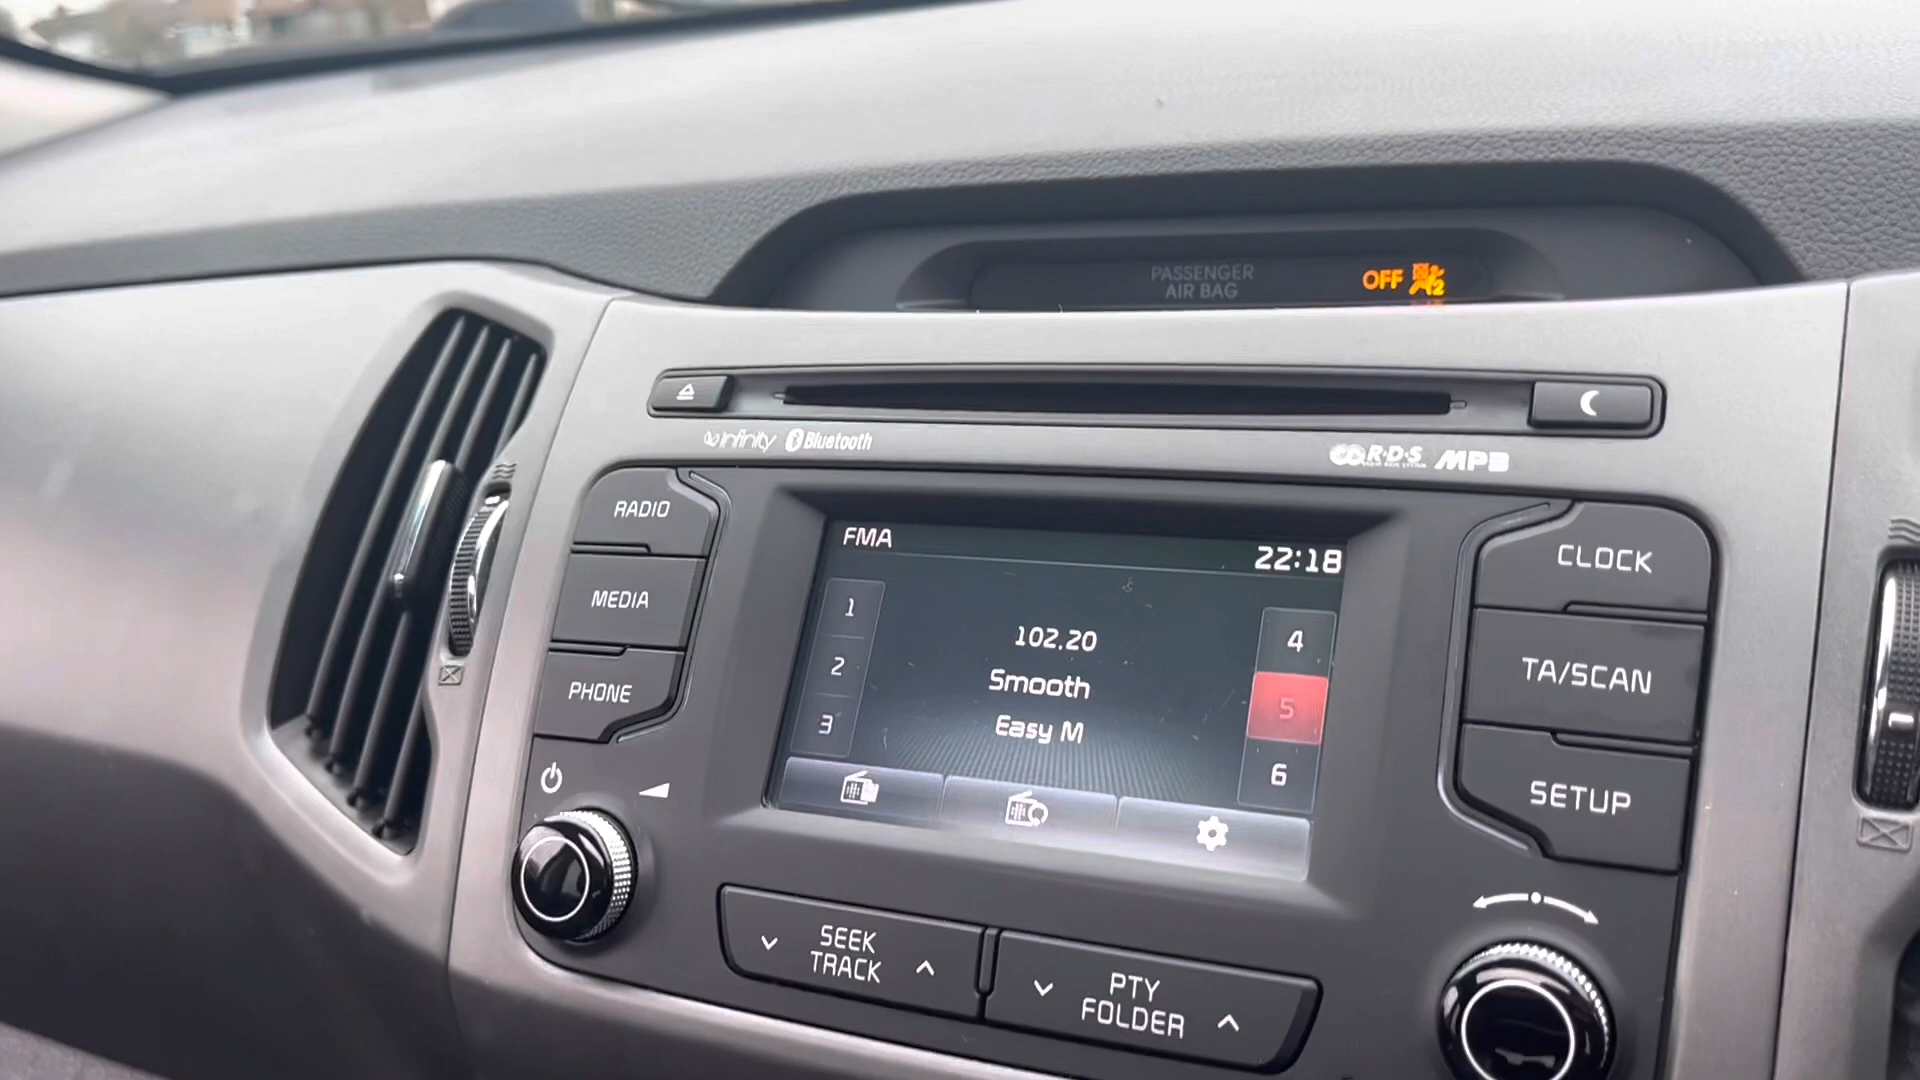 PASSENGER
AIR BAG
OFF
2
infinity Bluetooth
R·D·S MP3
RADIO
MEDIA
PHONE
FMA
22:18
1
2
3
102.20
Smooth
Easy M
4
5
6
CLOCK
TA/SCAN
SETUP
SEEK
TRACK
PTY
FOLDER